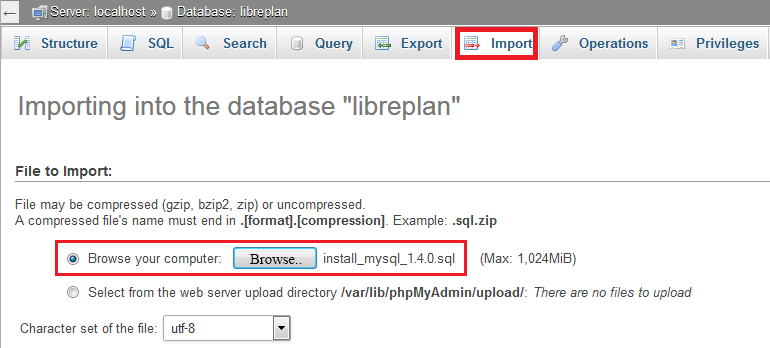 Server: localhost » Database: libreplan
Structure SQL Search Query Export Import Operations Privileges
Importing into the database "libreplan"
File to Import:
File may be compressed (gzip, bzip2, zip) or uncompressed.
A compressed file's name must end in .[format].[compression]. Example: .sql.zip
Browse your computer: Browse.. install_mysql_1.4.0.sql (Max: 1,024MiB)
Select from the web server upload directory /var/lib/phpMyAdmin/upload/: There are no files to upload
Character set of the file: utf-8